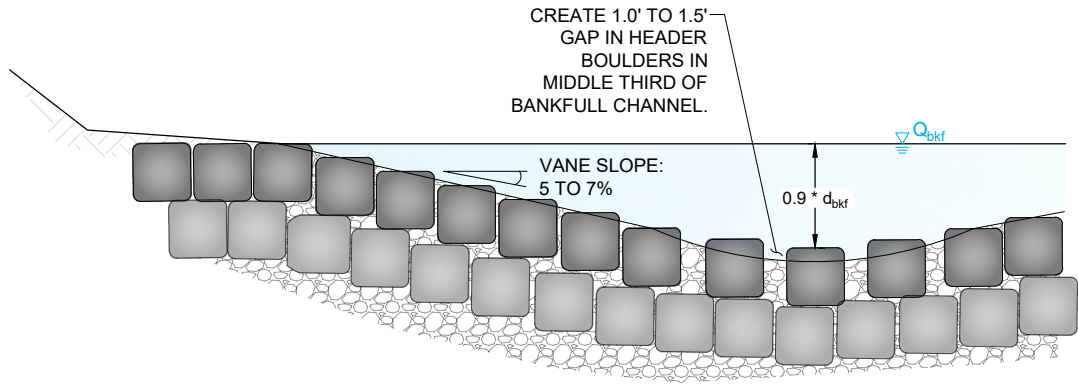 CREATE 1.0' TO 1.5'
GAP IN HEADER
BOULDERS IN
MIDDLE THIRD OF
BANKFULL CHANNEL.
Qbkf
VANE SLOPE:
5 TO 7%
0.9 * dbkf